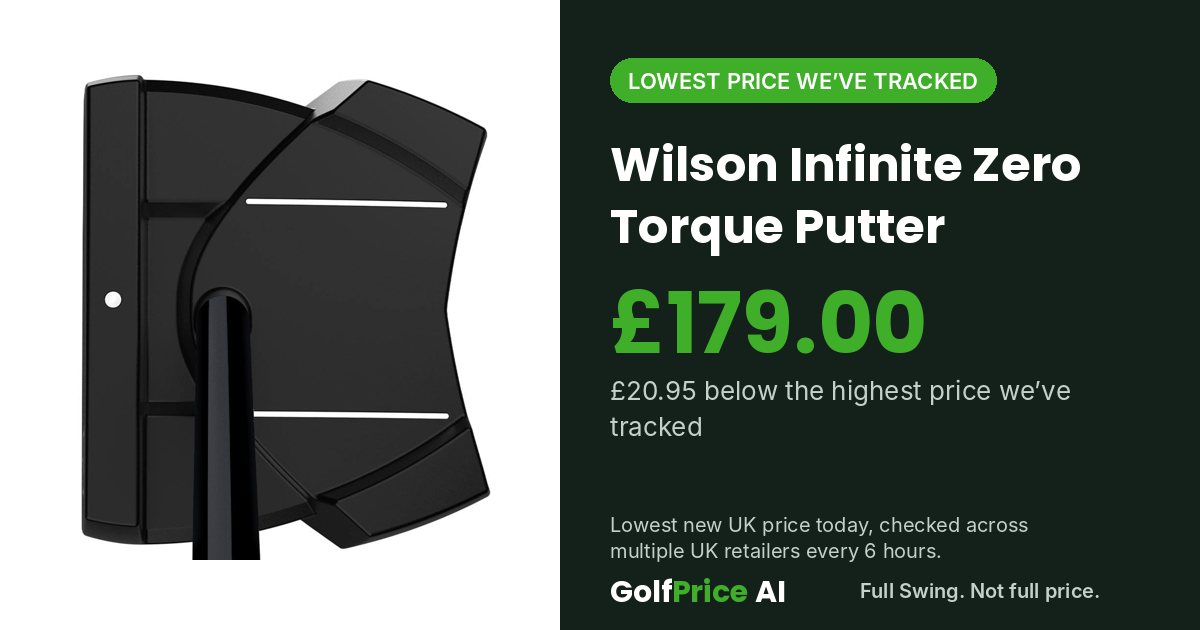 LOWEST PRICE WE’VE TRACKED
Wilson Infinite Zero
Torque Putter
£179.00
£20.95 below the highest price we’ve
tracked
Lowest new UK price today, checked across
multiple UK retailers every 6 hours.
GolfPrice AI
Full Swing. Not full price.